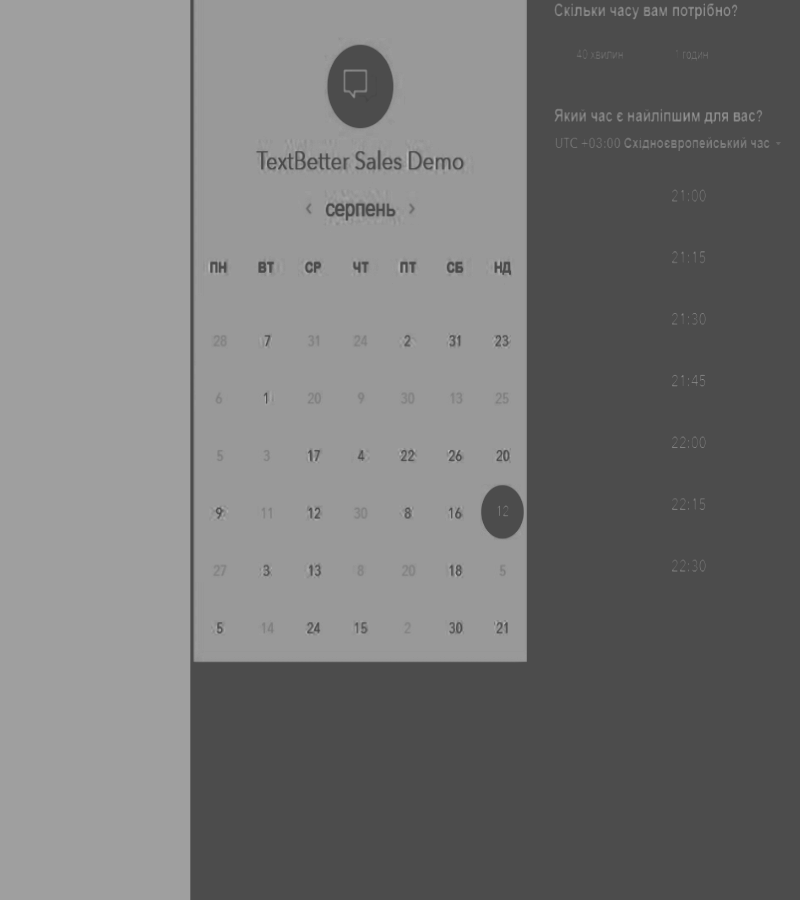 TextBetter Sales Demo
‹ серпень ›
ПН ВТ СР ЧТ ПТ СБ НД
28 7 31 24 2 31 23
6 1 20 9 30 13 25
5 3 17 4 22 26 20
9 11 12 30 8 16 12
27 3 13 8 20 18 5
5 14 24 15 2 30 21
Скільки часу вам потрібно?
40 хвилин 1 годин
Який час є найліпшим для вас?
UTC +03:00 Східноєвропейський час
21:00
21:15
21:30
21:45
22:00
22:15
22:30